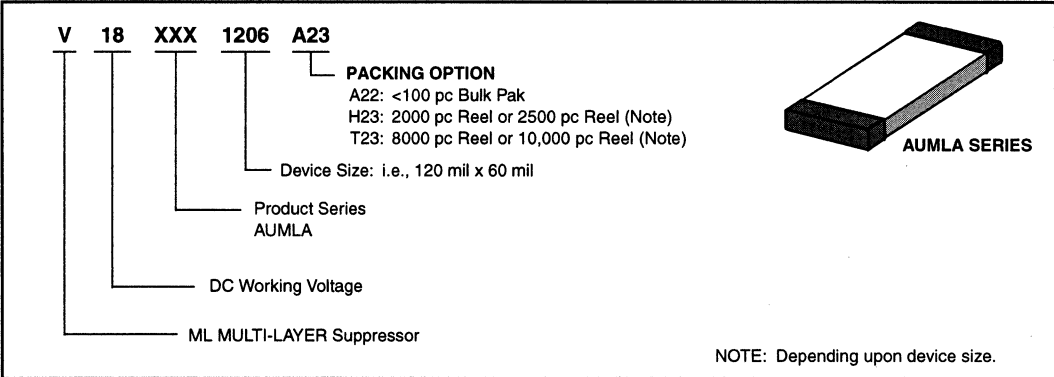 V 18 XXX 1206 A23
PACKING OPTION
A22: <100 pc Bulk Pak
H23: 2000 pc Reel or 2500 pc Reel (Note)
T23: 8000 pc Reel or 10,000 pc Reel (Note)
AUMLA SERIES
Device Size: i.e., 120 mil x 60 mil
Product Series
AUMLA
DC Working Voltage
ML MULTI-LAYER Suppressor
NOTE: Depending upon device size.